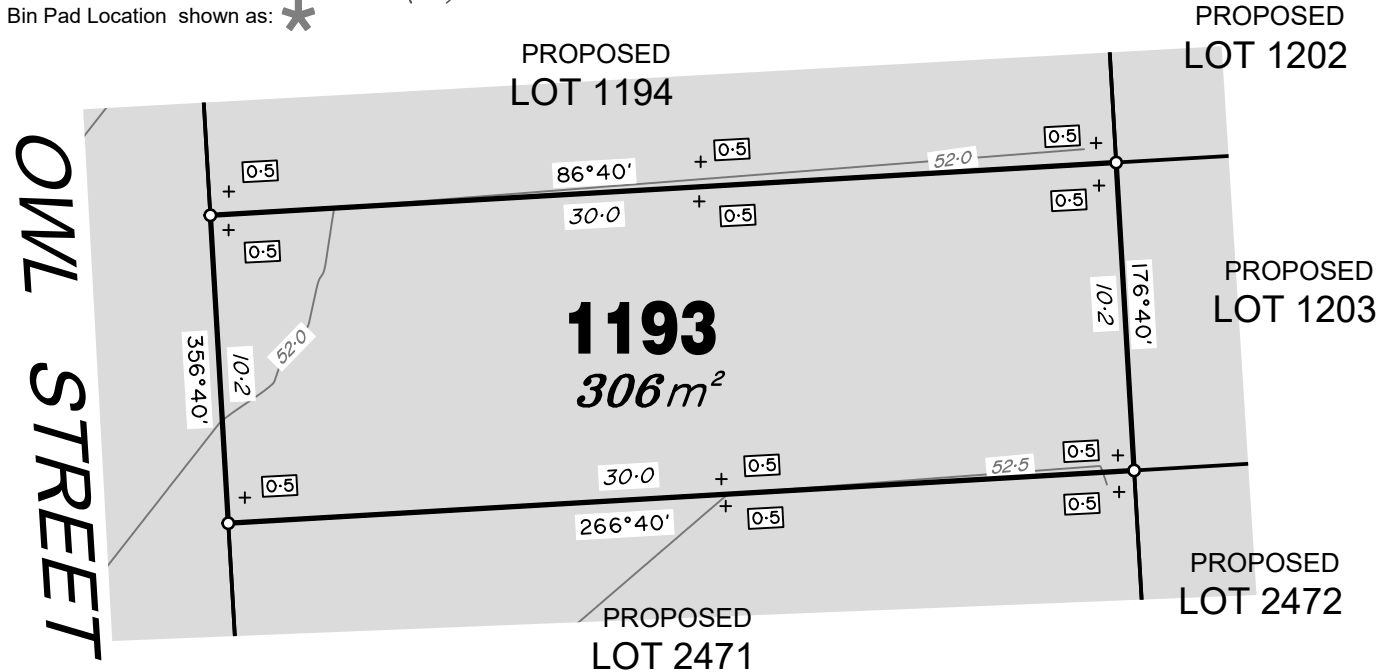 Bin Pad Location shown as:
PROPOSED
LOT 1202
PROPOSED
LOT 1194
0·5
0·5
0·5
52·0
86°40'
30·0
0·5
0·5
0·5
OWL STREET
PROPOSED
LOT 1203
176°40'
10·2
1193
306m²
52·0
356°40'
10·2
0·5
30·0
0·5
52·5
0·5
266°40'
0·5
0·5
PROPOSED
LOT 2472
PROPOSED
LOT 2471